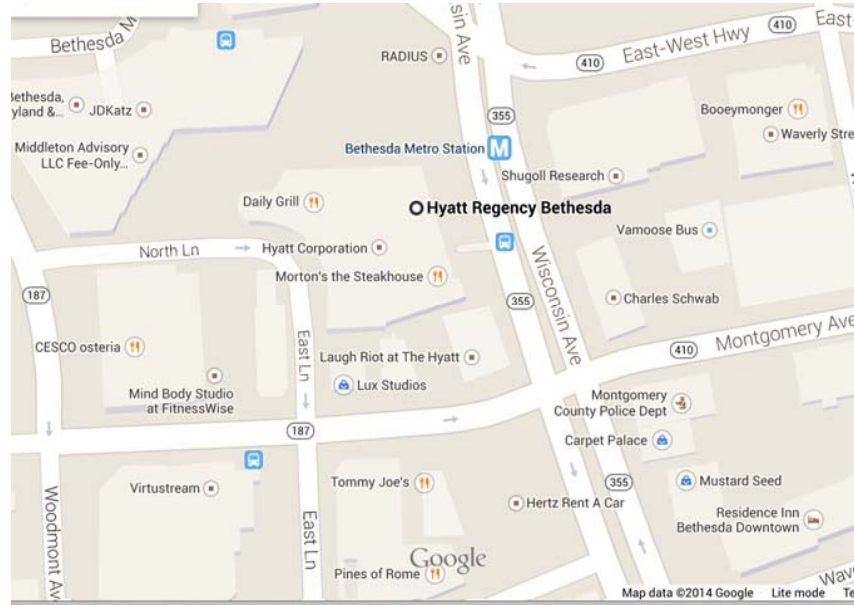 Bethesda M
RADIUS
sin Ave
410
East-
East-West Hwy
410
Bethesda,
yland &...
JDKatz
355
Booeymonger
Waverly Stre
Middleton Advisory
LLC Fee-Only...
Bethesda Metro Station
M
Shugoll Research
Daily Grill
Hyatt Regency Bethesda
Vamoose Bus
North Ln
Hyatt Corporation
Morton's the Steakhouse
Wisconsin Ave
187
355
Charles Schwab
Montgomery Ave
410
CESCO osteria
East Ln
Laugh Riot at The Hyatt
Lux Studios
Mind Body Studio
at FitnessWise
Montgomery
County Police Dept
187
Carpet Palace
Virtustream
Tommy Joe's
355
Mustard Seed
Woodmont Av
East Ln
Hertz Rent A Car
Residence Inn
Bethesda Downtown
Google
Pines of Rome
Wav
Map data ©2014 Google
Lite mode
Te